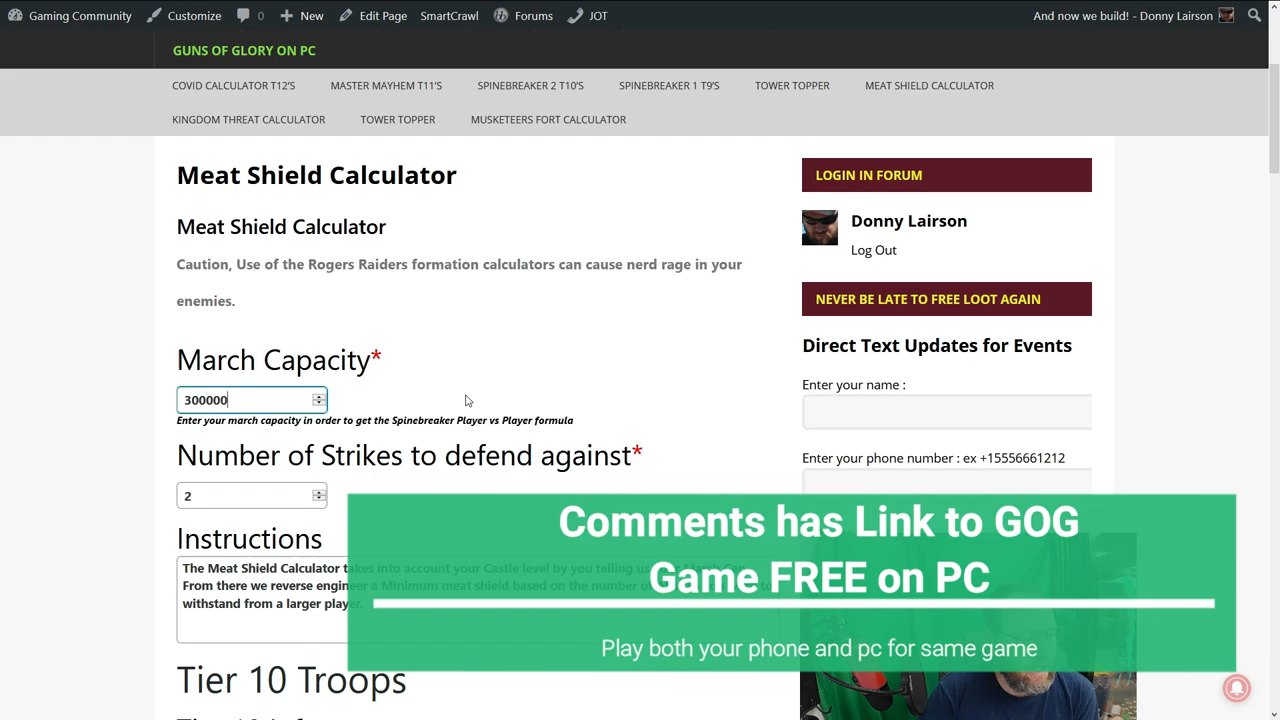 Gaming Community Customize 0 New Edit Page SmartCrawl Forums JOT And now we build! - Donny Lairson
GUNS OF GLORY ON PC
COVID CALCULATOR T12'S MASTER MAYHEM T11'S SPINEBREAKER 2 T10'S SPINEBREAKER 1 T9'S TOWER TOPPER MEAT SHIELD CALCULATOR
KINGDOM THREAT CALCULATOR TOWER TOPPER MUSKETEERS FORT CALCULATOR
Meat Shield Calculator
Meat Shield Calculator
Caution, Use of the Rogers Raiders formation calculators can cause nerd rage in your
enemies.
March Capacity*
300000
Enter your march capacity in order to get the Spinebreaker Player vs Player formula
Number of Strikes to defend against*
2
Instructions
The Meat Shield Calculator takes into account your Castle level by you telling us
From there we reverse engineer a Minimum meat shield based on the number of
withstand from a larger player.
Tier 10 Troops
LOGIN IN FORUM
Donny Lairson
Log Out
NEVER BE LATE TO FREE LOOT AGAIN
Direct Text Updates for Events
Enter your name :
Enter your phone number : ex +15556661212
Comments has Link to GOG
Game FREE on PC
Play both your phone and pc for same game